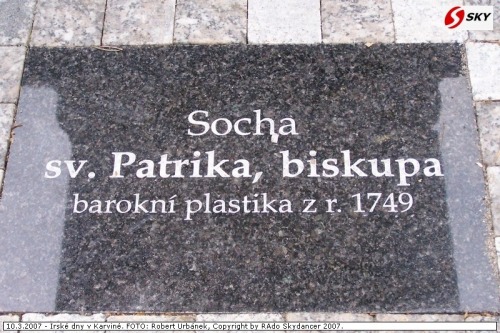 SKY
Socha
sv. Patrika, biskupa
barokní plastika z r. 1749
10.3.2007 - Irské dny v Karviné. FOTO: Robert Urbánek, Copyright by RAdo Skydancer 2007.